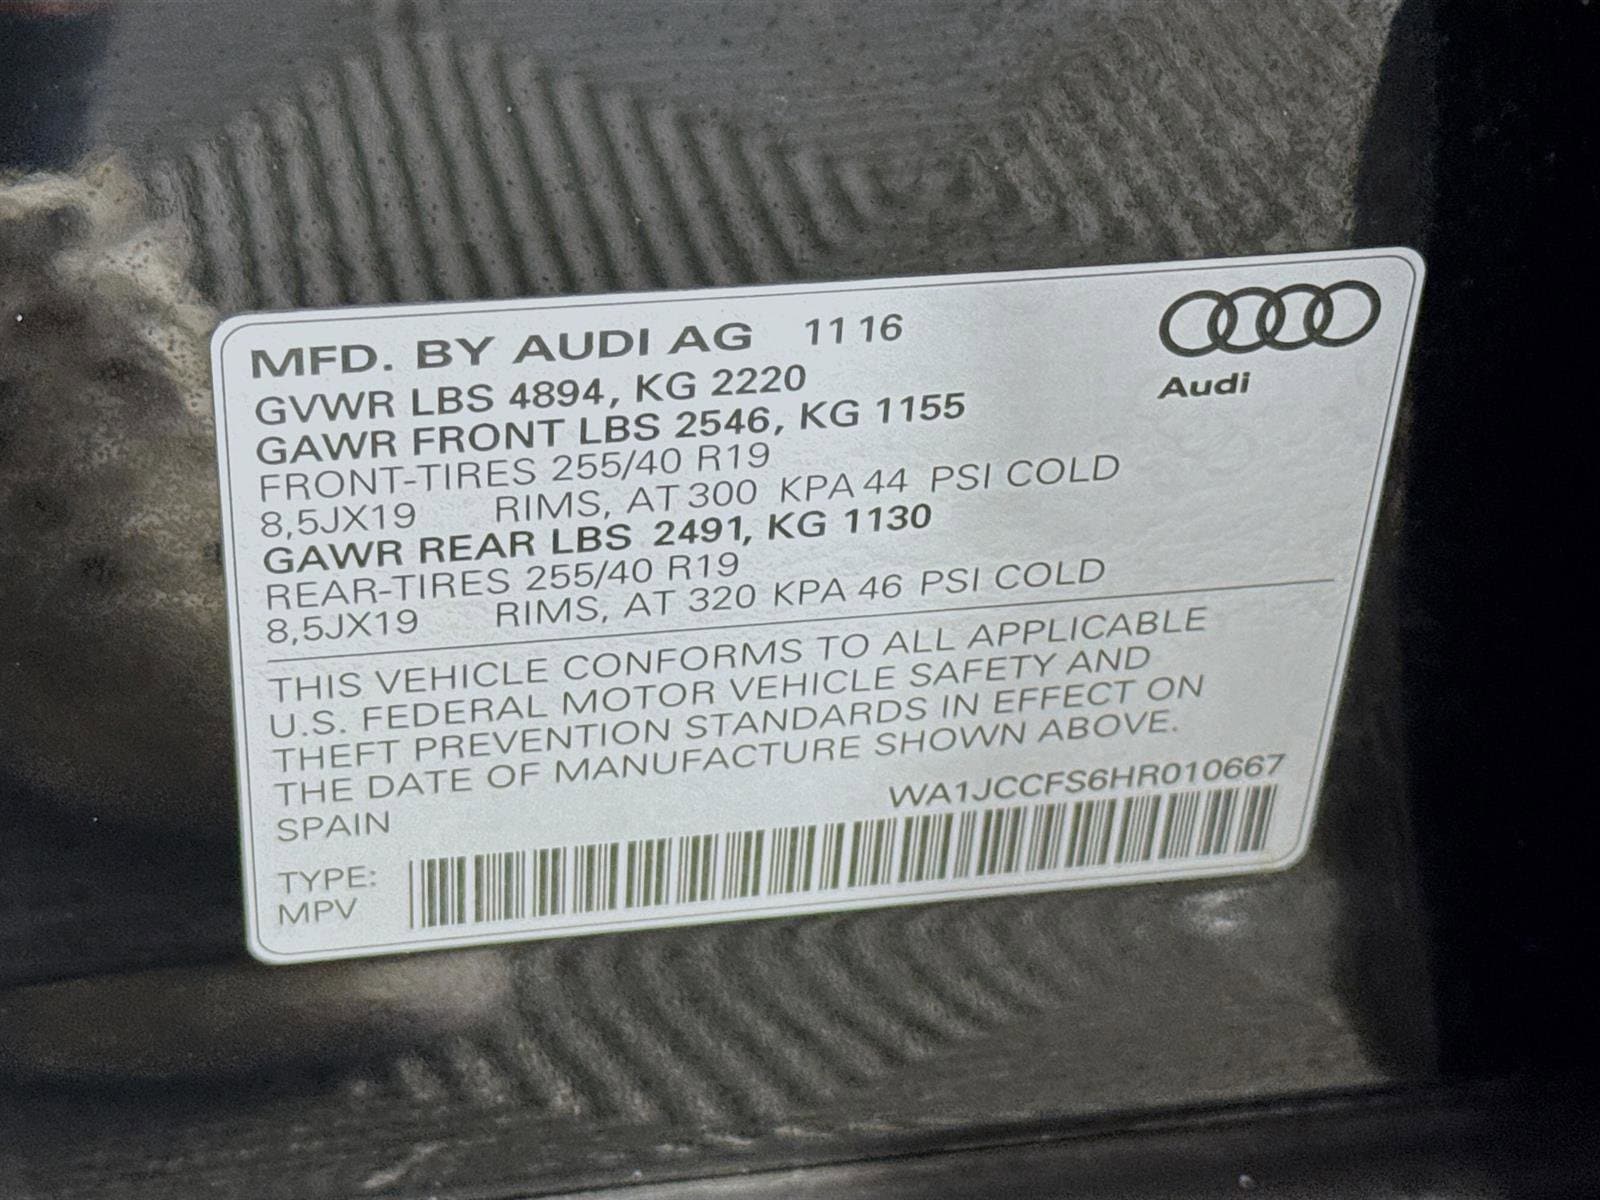 MFD. BY AUDI AG 11 16
Audi
GVWR LBS 4894, KG 2220
GAWR FRONT LBS 2546, KG 1155
FRONT-TIRES 255/40 R19
8,5JX19 RIMS, AT 300 KPA 44 PSI COLD
GAWR REAR LBS 2491, KG 1130
REAR-TIRES 255/40 R19
8,5JX19 RIMS, AT 320 KPA 46 PSI COLD
THIS VEHICLE CONFORMS TO ALL APPLICABLE
U.S. FEDERAL MOTOR VEHICLE SAFETY AND
THEFT PREVENTION STANDARDS IN EFFECT ON
THE DATE OF MANUFACTURE SHOWN ABOVE.
SPAIN WA1JCCFS6HR010667
TYPE:
MPV